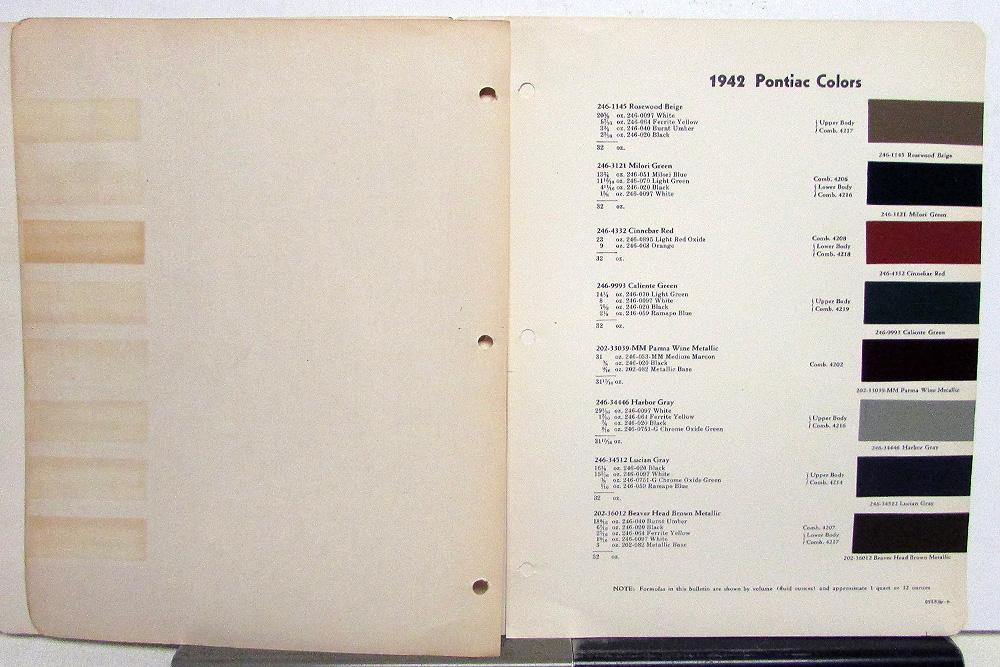 1942 Pontiac Colors
246-1145 Rosewood Beige
oz. 246-0097 White
oz. 246-064 Ferrite Yellow
oz. 246-040 Burnt Umber
oz. 246-020 Black
32 oz.
Upper Body
Comb. 4217
246-1145 Rosewood Beige
246-3121 Milori Green
oz. 246-051 Milori Blue
oz. 246-070 Light Green
oz. 246-020 Black
oz. 246-0097 White
32 oz.
Comb. 4206
Lower Body
Comb. 4216
246-3121 Milori Green
246-4332 Cinnebar Red
23 oz. 246-0895 Light Red Oxide
9 oz. 246-068 Orange
32 oz.
Comb. 4208
Lower Body
Comb. 4218
246-4332 Cinnebar Red
246-9993 Caliente Green
oz. 246-070 Light Green
8 oz. 246-0097 White
oz. 246-020 Black
oz. 246-059 Ramapo Blue
32 oz.
Upper Body
Comb. 4219
246-9993 Caliente Green
202-33039-MM Parma Wine Metallic
31 oz. 246-053-MM Medium Maroon
oz. 246-020 Black
oz. 202-082 Metallic Base
oz.
Comb. 4202
202-33039-MM Parma Wine Metallic
246-34446 Harbor Gray
oz. 246-0097 White
oz. 246-064 Ferrite Yellow
oz. 246-020 Black
oz. 246-0751-G Chrome Oxide Green
oz.
Upper Body
Comb. 4216
246-34446 Harbor Gray
246-34512 Lucian Gray
oz. 246-020 Black
oz. 246-0097 White
oz. 246-0751-G Chrome Oxide Green
oz. 246-059 Ramapo Blue
32 oz.
Upper Body
Comb. 4214
246-34512 Lucian Gray
202-36012 Beaver Head Brown Metallic
oz. 246-040 Burnt Umber
oz. 246-020 Black
oz. 246-064 Ferrite Yellow
oz. 246-0097 White
3 oz. 202-082 Metallic Base
32 oz.
Comb. 4207
Lower Body
Comb. 4217
202-36012 Beaver Head Brown Metallic
NOTE: Formulas in this bulletin are shown by volume (fluid ounces) and approximate 1 quart or 32 ounces